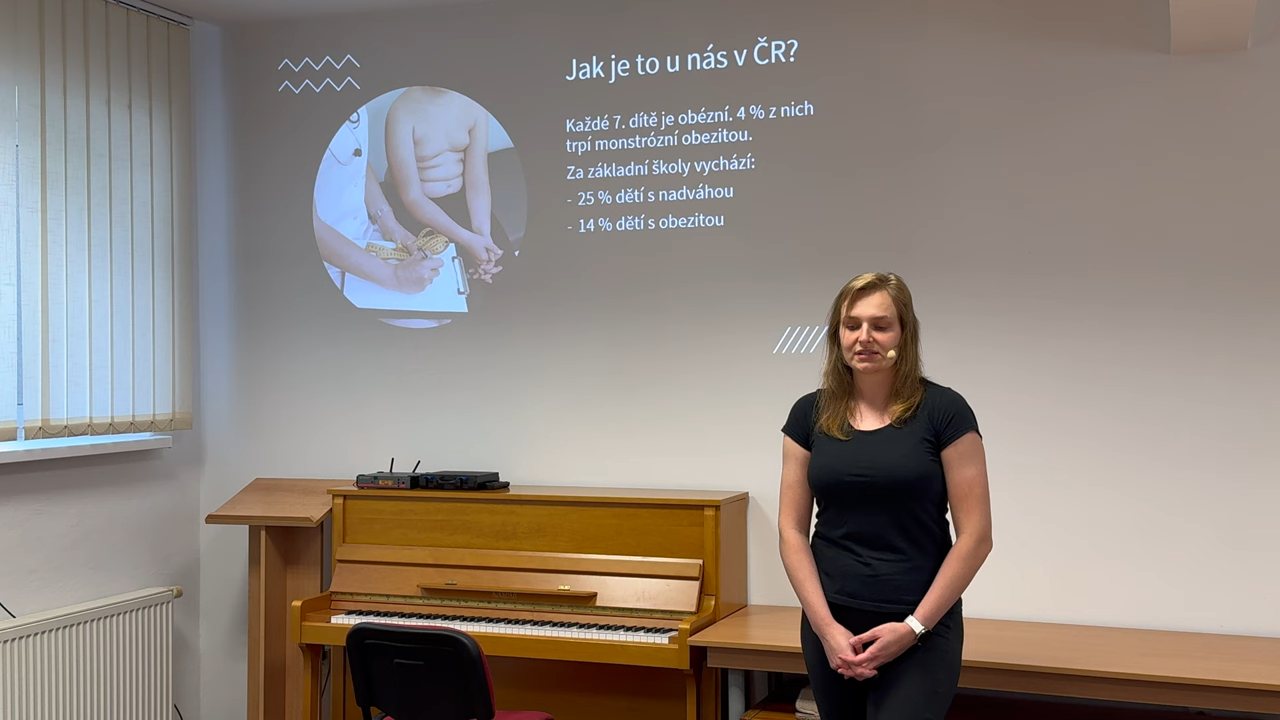 Jak je to u nás v ČR?
Každé 7. dítě je obézní. 4 % z nich
trpí monstrózní obezitou.
Za základní školy vychází:
- 25 % dětí s nadváhou
- 14 % dětí s obezitou